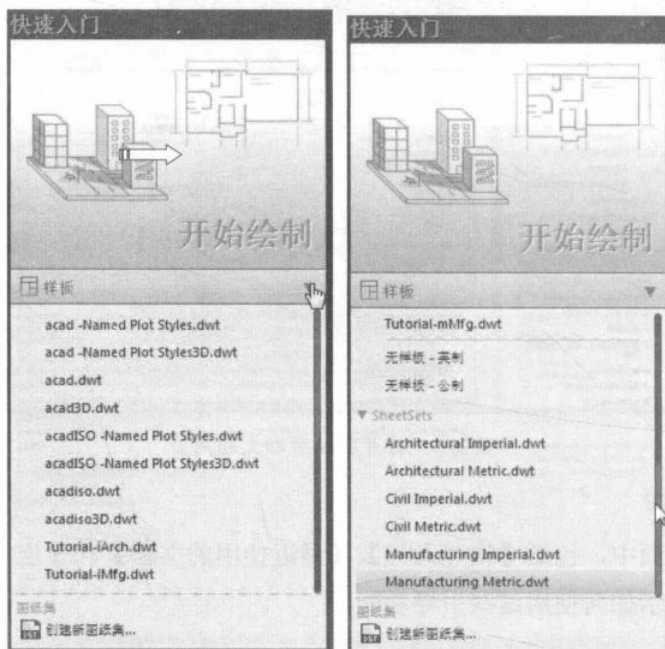 快速入门
开始绘制
样板
acad -Named Plot Styles.dwt
acad -Named Plot Styles3D.dwt
acad.dwt
acad3D.dwt
acadISO -Named Plot Styles.dwt
acadISO -Named Plot Styles3D.dwt
acadiso.dwt
acadiso3D.dwt
Tutorial-iArch.dwt
Tutorial-iMfg.dwt
图纸集
创建新图纸集...
快速入门
开始绘制
样板
Tutorial-mMfg.dwt
无样板 - 英制
无样板 - 公制
SheetSets
Architectural Imperial.dwt
Architectural Metric.dwt
Civil Imperial.dwt
Civil Metric.dwt
Manufacturing Imperial.dwt
Manufacturing Metric.dwt
图纸集
创建新图纸集...